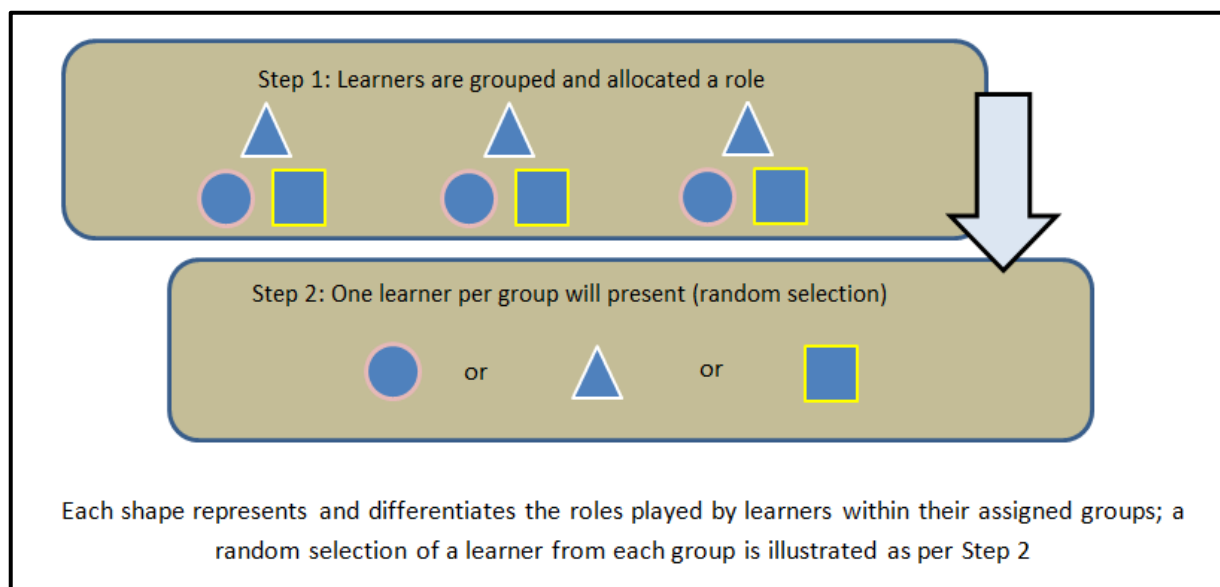 Step 1: Learners are grouped and allocated a role
Step 2: One learner per group will present (random selection)
or
or
Each shape represents and differentiates the roles played by learners within their assigned groups; a
random selection of a learner from each group is illustrated as per Step 2